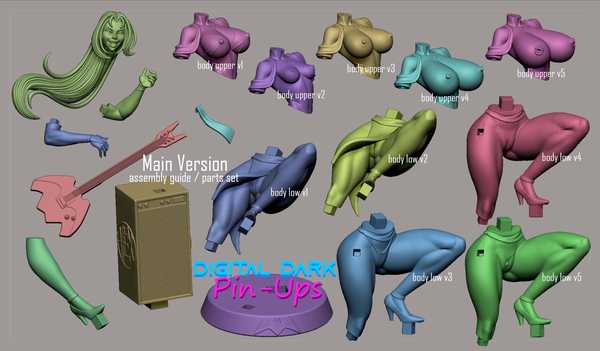 body upper v1
body upper v2
body upper v3
body upper v4
body upper v5
Main Version
assembly guide / parts set
body low v1
body low v2
body low v4
body low v3
body low v5
DIGITAL DARK
Pin-Ups